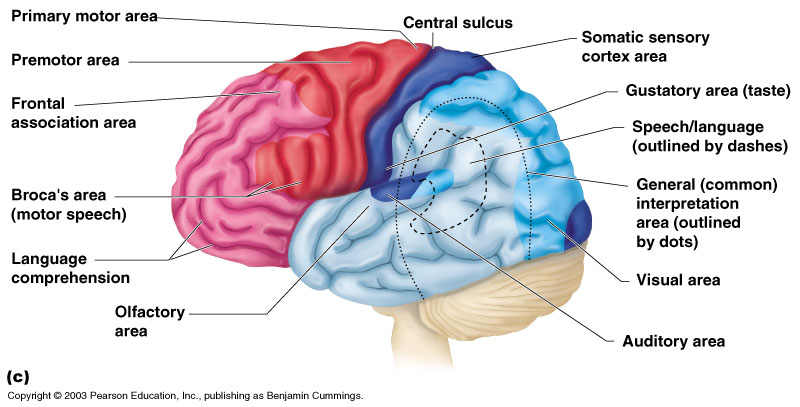 Primary motor area
Premotor area
Frontal
association area
Broca's area
(motor speech)
Language
comprehension
Olfactory
area
Central sulcus
Somatic sensory
cortex area
Gustatory area (taste)
Speech/language
(outlined by dashes)
General (common)
interpretation
area (outlined
by dots)
Visual area
Auditory area
(c)
Copyright © 2003 Pearson Education, Inc., publishing as Benjamin Cummings.